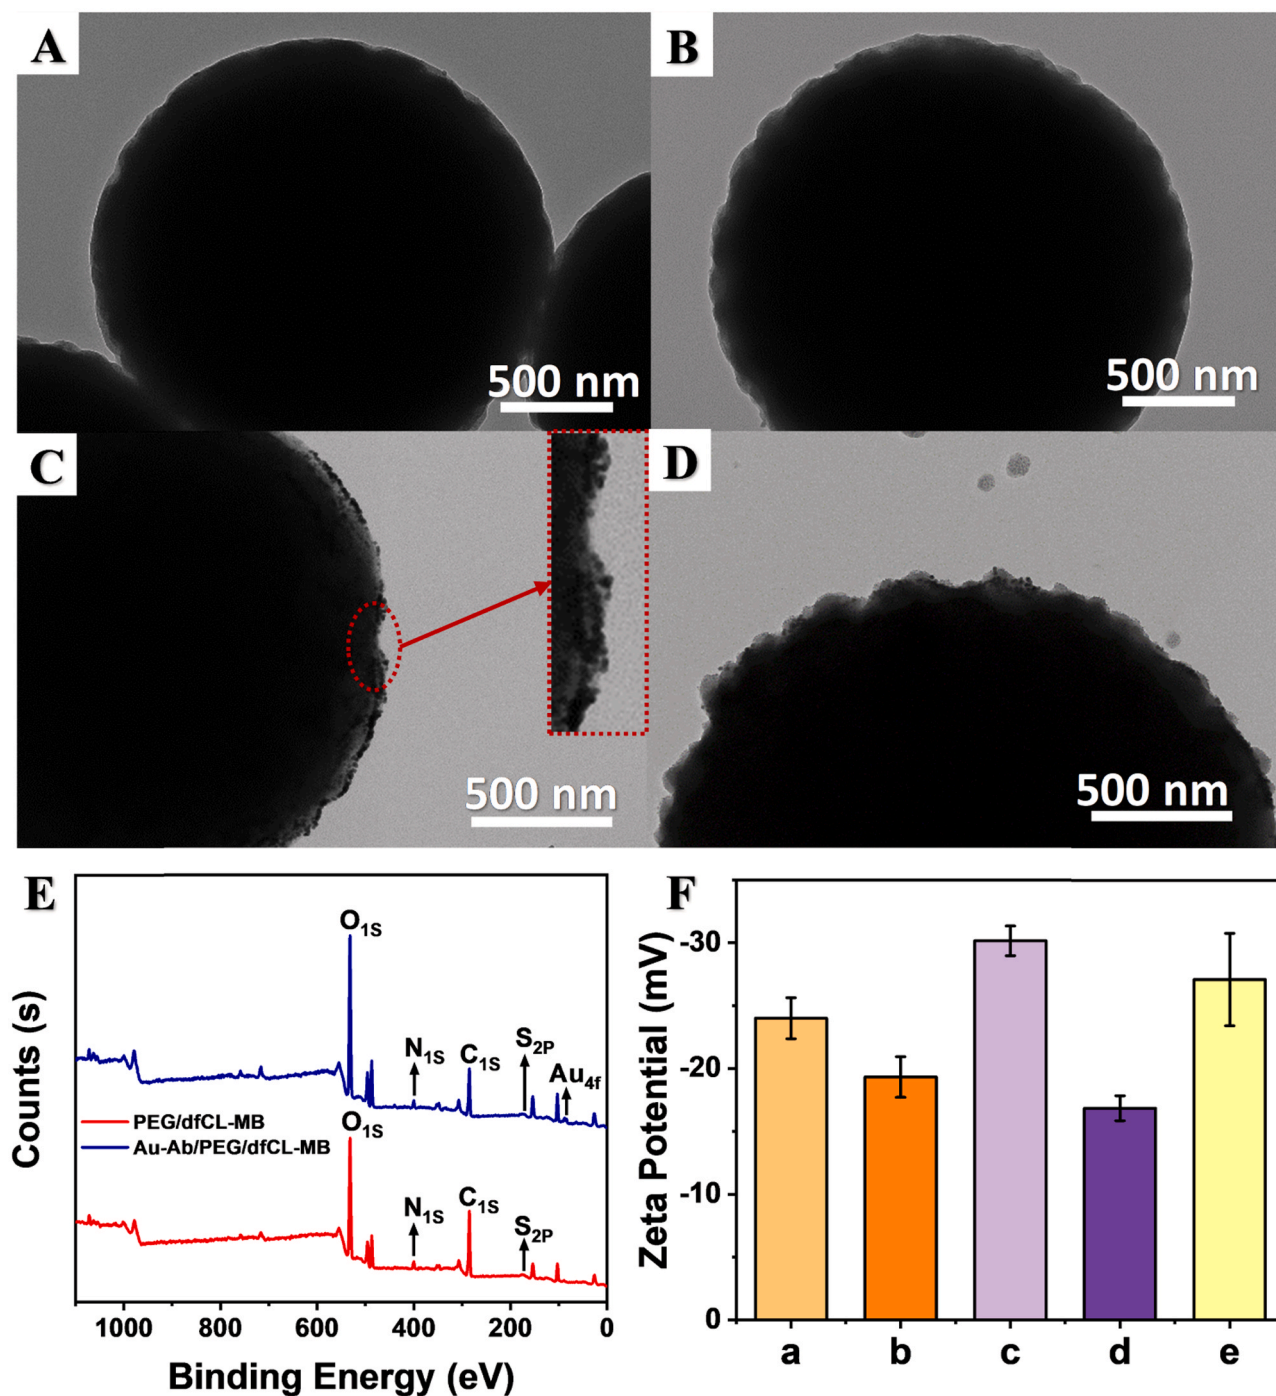 A
500 nm
B
500 nm
C
500 nm
D
500 nm
E
O1S
N1S
C1S
S2P
Au4f
PEG/dfCL-MB
Au-Ab/PEG/dfCL-MB
O1S
N1S
C1S
S2P
Counts (s)
1000 800 600 400 200 0
Binding Energy (eV)
F
Zeta Potential (mV)
-30
-20
-10
0
a b c d e